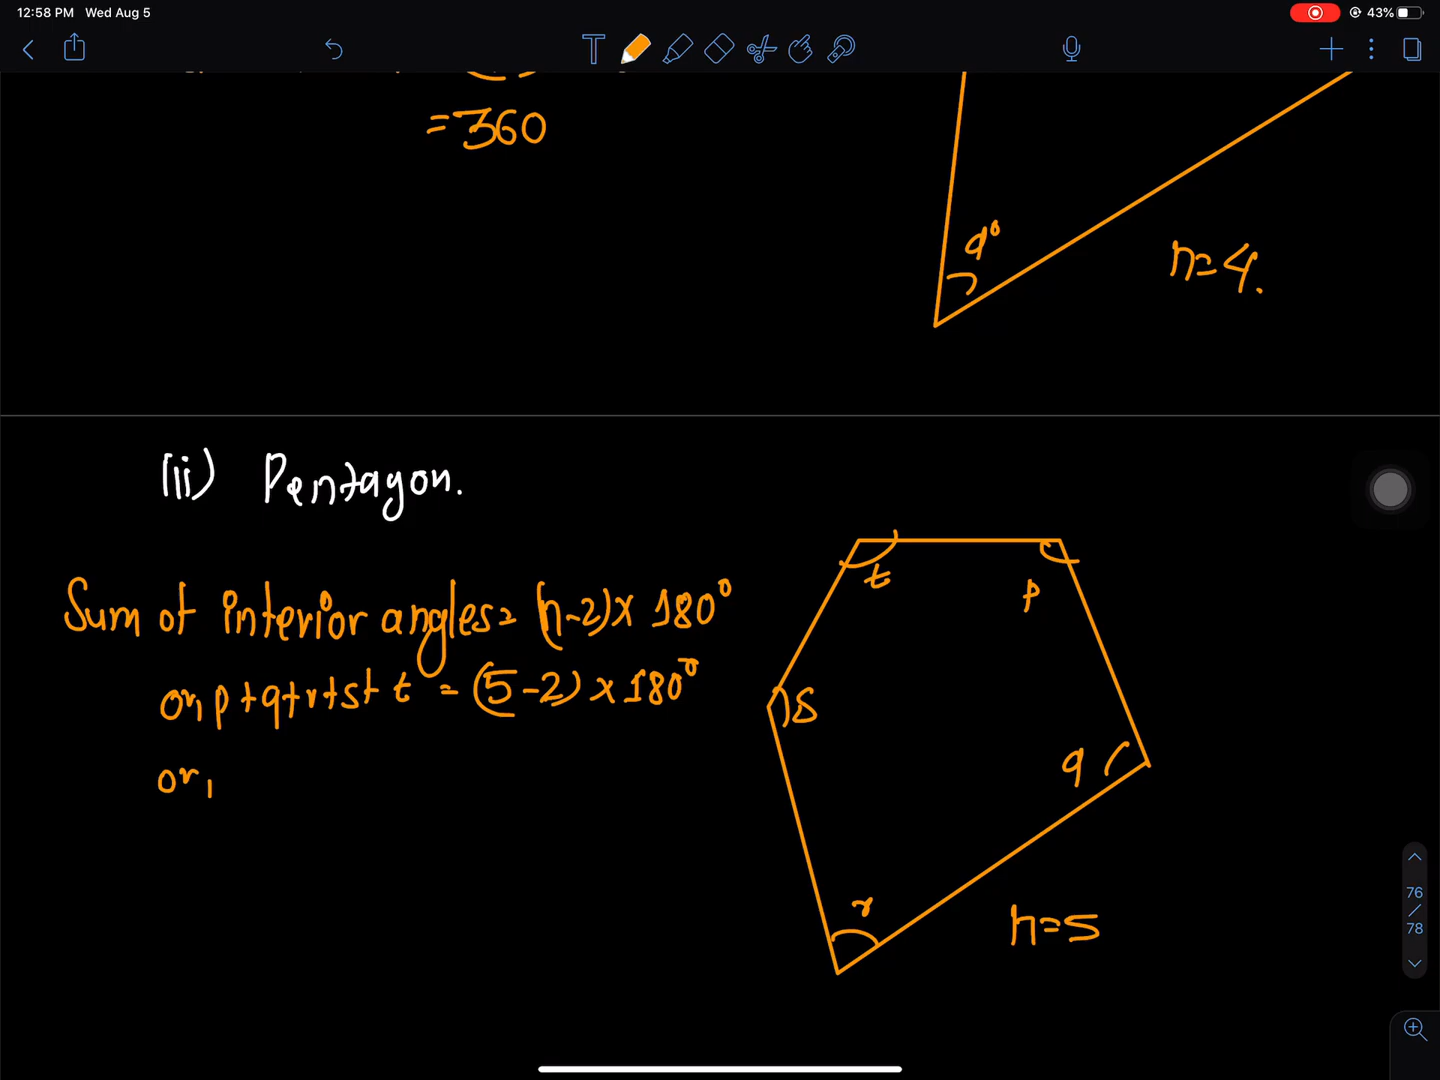 12:58 PM Wed Aug 5
43%
T
=360
q°
n=4.
(ii) Pentagon.
t
p
Sum of interior angles= (n-2)× 180°
or, p+q+r+s+ t = (5-2)×180°
s
q
or,
r
n=5
76
/
78